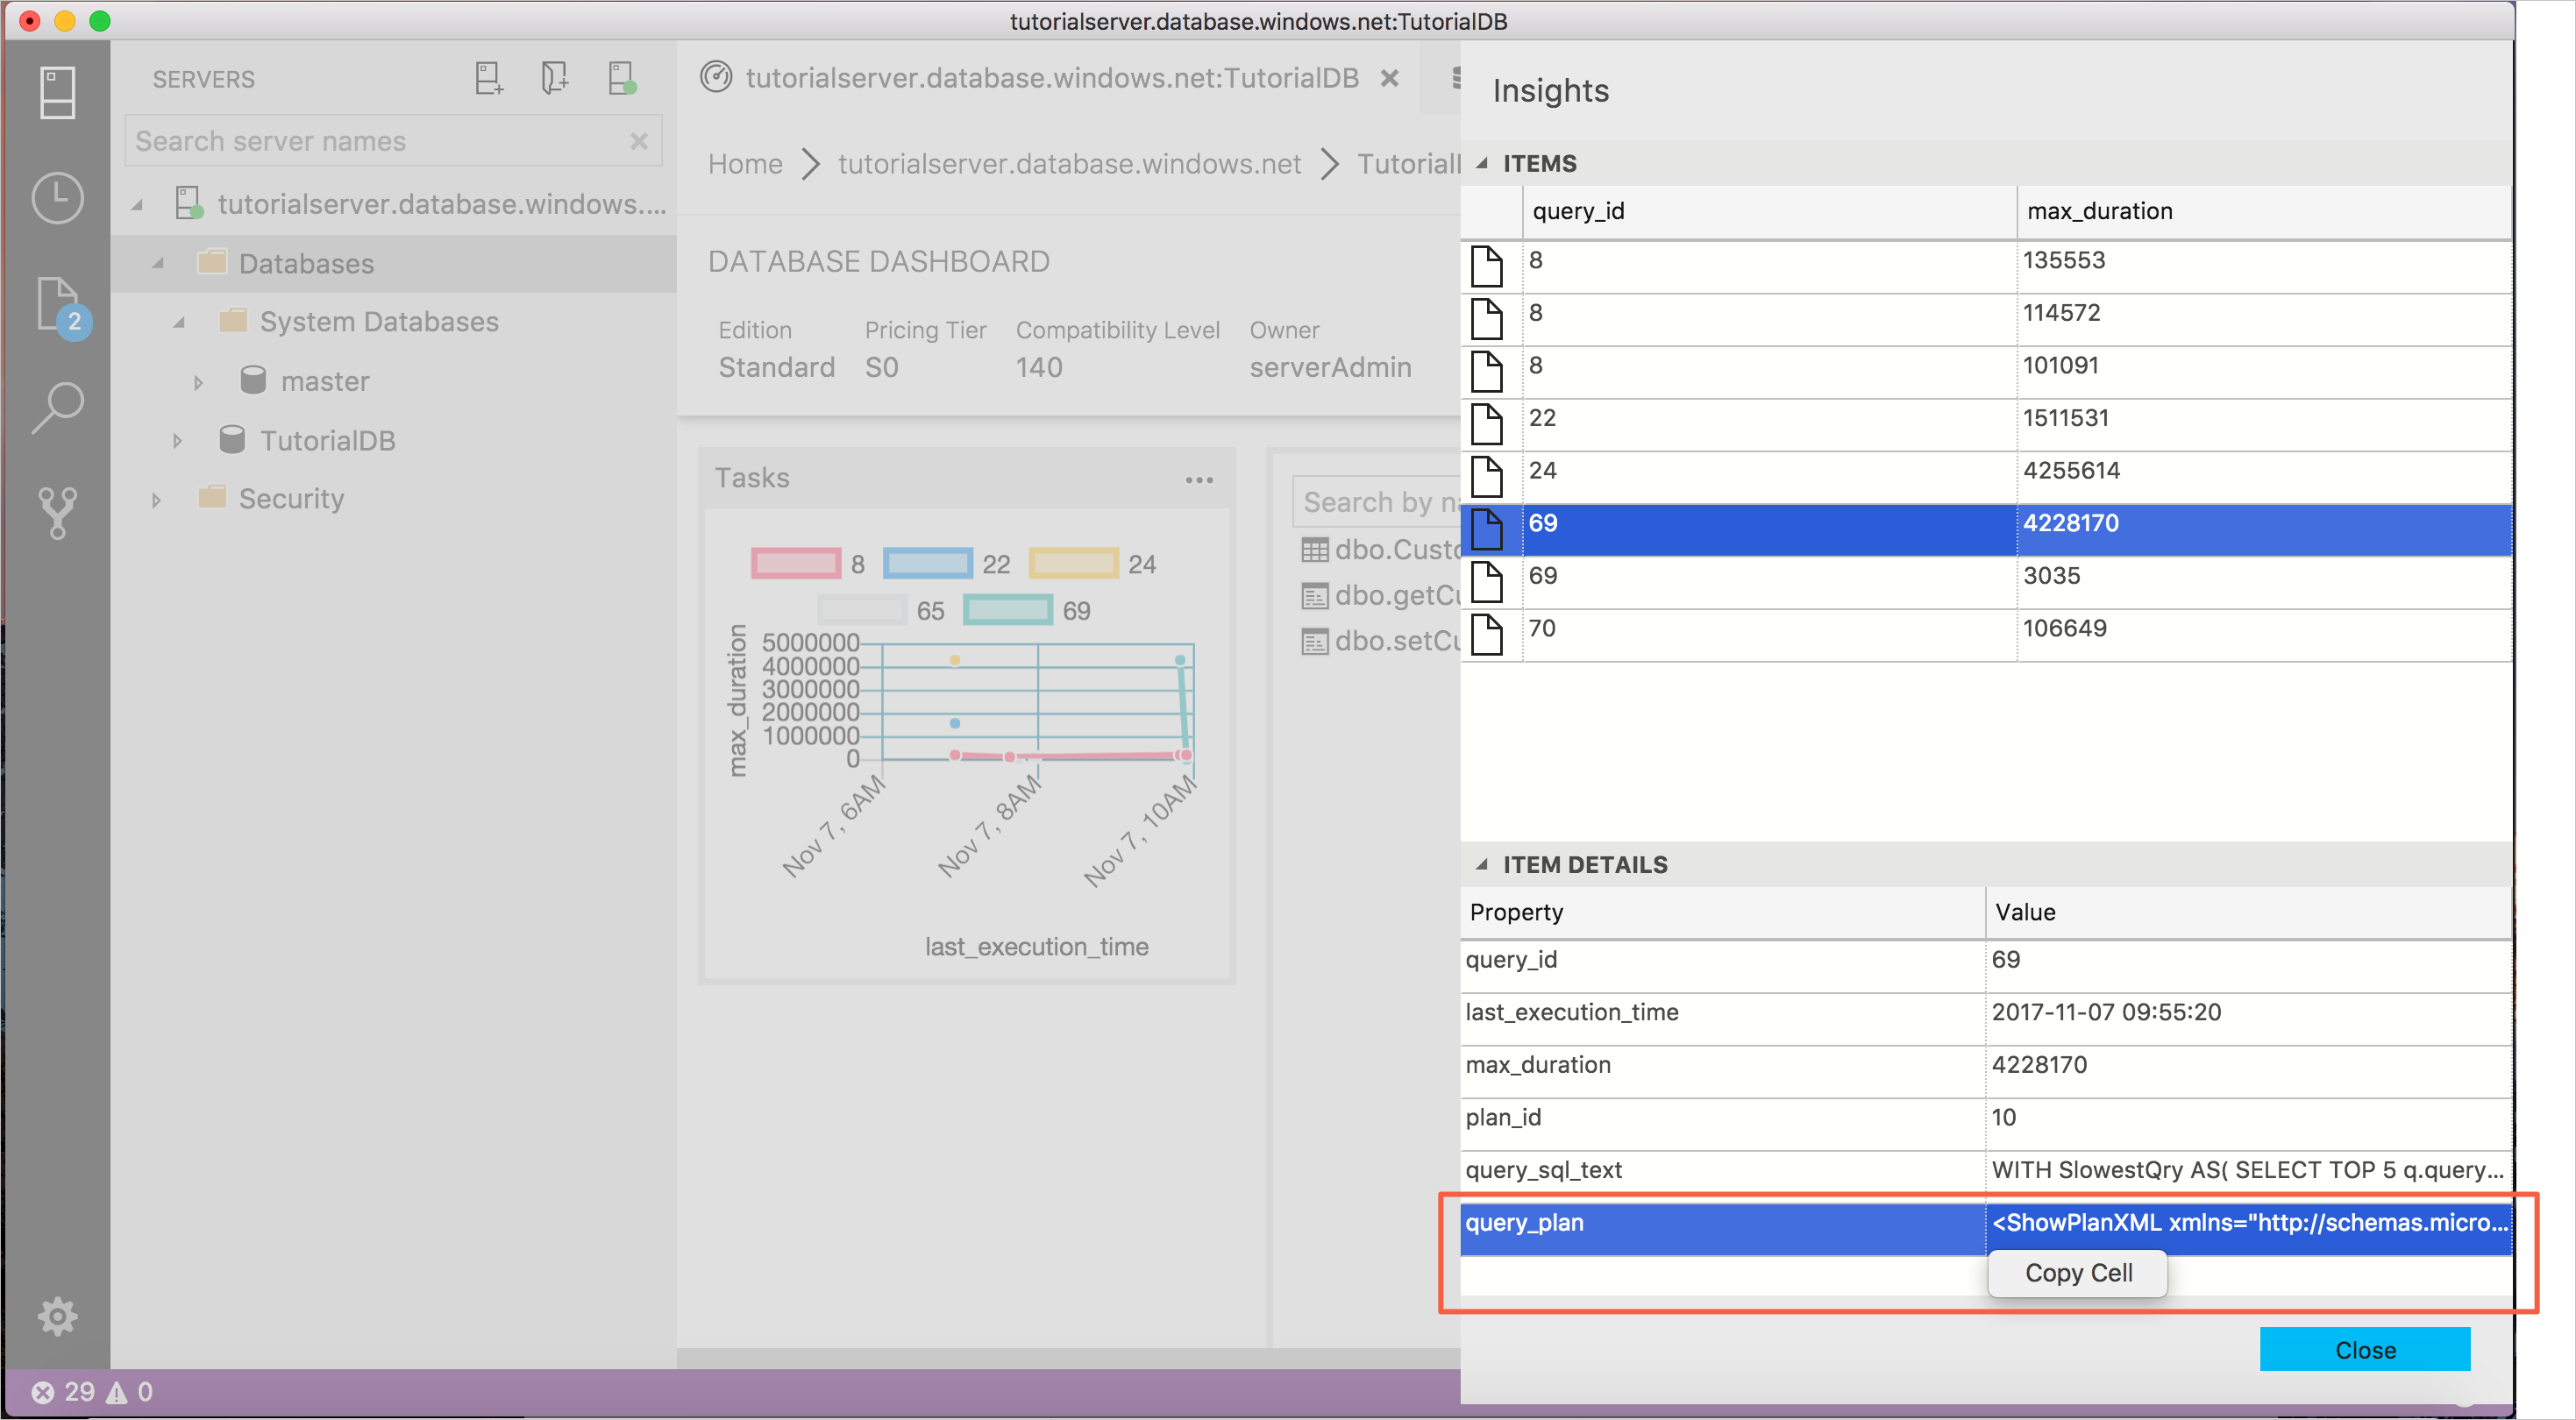 tutorialserver.database.windows.net:TutorialDB
SERVERS
Search server names
tutorialserver.database.windows....
Databases
System Databases
master
TutorialDB
Security
2
tutorialserver.database.windows.net:TutorialDB
Home tutorialserver.database.windows.net Tutorial
DATABASE DASHBOARD
Edition Pricing Tier Compatibility Level Owner
Standard S0 140 serverAdmin
Tasks
8 22 24
65 69
max_duration
5000000
4000000
3000000
2000000
1000000
0
Nov 7, 6AM
Nov 7, 8AM
Nov 7, 10AM
last_execution_time
Search by n
dbo.Custo
dbo.getCu
dbo.setCu
Insights
ITEMS
query_id max_duration
8 135553
8 114572
8 101091
22 1511531
24 4255614
69 4228170
69 3035
70 106649
ITEM DETAILS
Property Value
query_id 69
last_execution_time 2017-11-07 09:55:20
max_duration 4228170
plan_id 10
query_sql_text WITH SlowestQry AS( SELECT TOP 5 q.query...
query_plan <ShowPlanXML xmlns="http://schemas.micro...
Copy Cell
Close
29 0